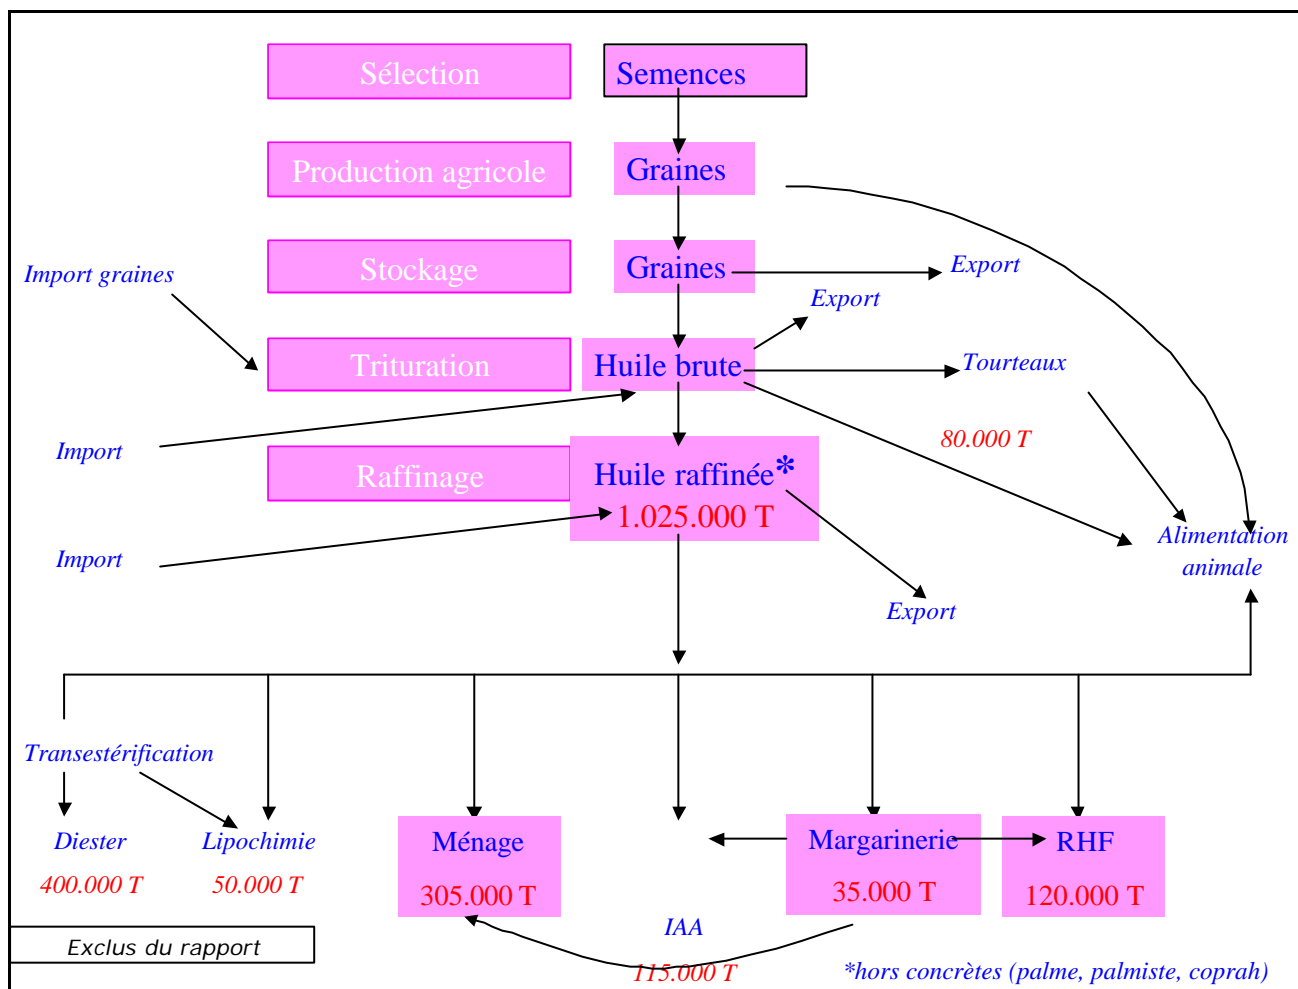 Sélection
Semences
Production agricole
Graines
Stockage
Graines
Export
Import graines
Export
Trituration
Huile brute
Tourteaux
Import
80.000 T
Raffinage
Huile raffinée*
1.025.000 T
Import
Alimentation
animale
Export
Transestérification
Diester
400.000 T
Lipochimie
50.000 T
Ménage
305.000 T
Margarinerie
35.000 T
RHF
120.000 T
IAA
115.000 T
Exclus du rapport
*hors concrètes (palme, palmiste, coprah)